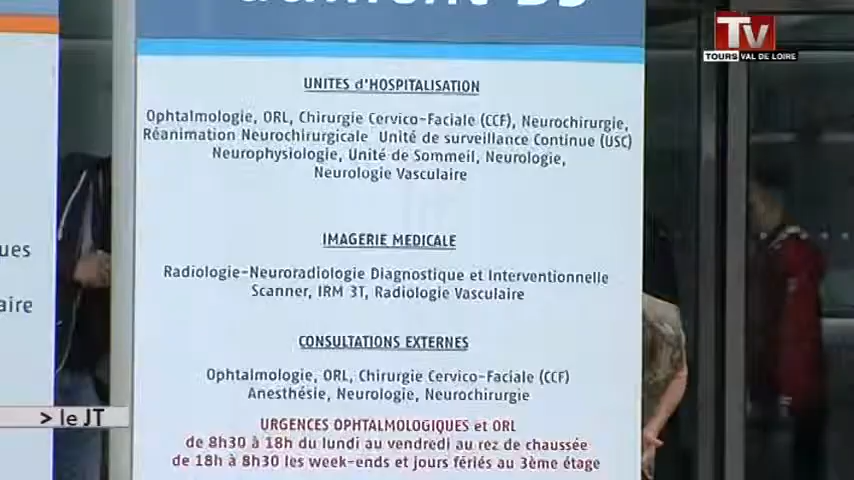 UNITES d'HOSPITALISATION
Ophtalmologie, ORL, Chirurgie Cervico-Faciale (CCF), Neurochirurgie,
Réanimation Neurochirurgicale Unité de surveillance Continue (USC)
Neurophysiologie, Unité de Sommeil, Neurologie,
Neurologie Vasculaire
IMAGERIE MEDICALE
Radiologie-Neuroradiologie Diagnostique et Interventionnelle
Scanner, IRM 3T, Radiologie Vasculaire
CONSULTATIONS EXTERNES
Ophtalmologie, ORL, Chirurgie Cervico-Faciale (CCF)
Anesthésie, Neurologie, Neurochirurgie
URGENCES OPHTALMOLOGIQUES et ORL
de 8h30 à 18h du lundi au vendredi au rez de chaussée
de 18h à 8h30 les week-ends et jours fériés au 3ème étage
ues
aire
> le JT
Tv
TOURS VAL DE LOIRE